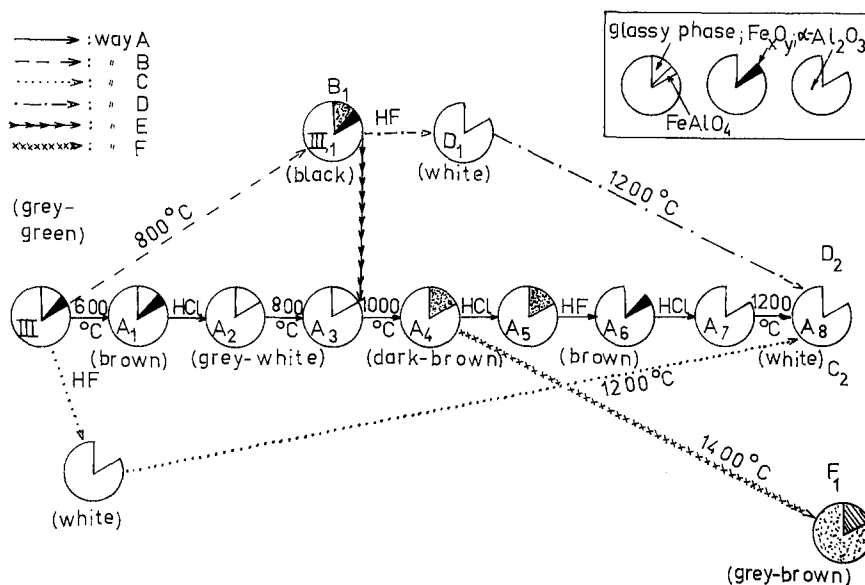 : way A
: " B
: " C
: " D
: " E
: " F
glassy phase; FexOy; α-Al2O3
FeAlO4
B1
III,1
(black)
HF
D1
(white)
1200 °C
(grey-
green)
800°C
D2
III
600
°C
A1
HCl
A2
800
°C
A3
1000
°C
A4
HCl
A5
HF
A6
HCl
A7
1200
°C
A8
(brown)
(grey-white)
(dark-brown)
(brown)
(white)
HF
1200°C
C2
(white)
1400°C
F1
(grey-brown)